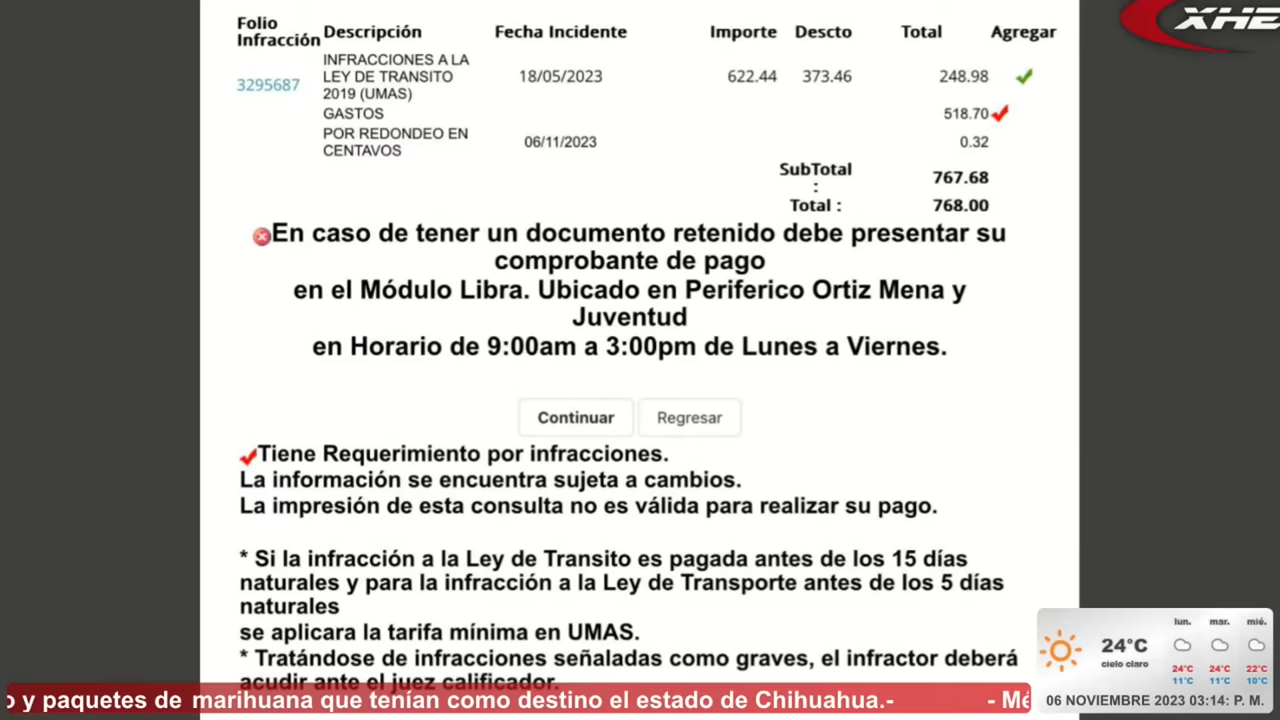 XHE
Folio Infracción Descripción Fecha Incidente Importe Descto Total Agregar
3295687 INFRACCIONES A LA LEY DE TRANSITO 2019 (UMAS) 18/05/2023 622.44 373.46 248.98
GASTOS 518.70
POR REDONDEO EN CENTAVOS 06/11/2023 0.32
SubTotal : 767.68
Total : 768.00
En caso de tener un documento retenido debe presentar su
comprobante de pago
en el Módulo Libra. Ubicado en Periferico Ortiz Mena y
Juventud
en Horario de 9:00am a 3:00pm de Lunes a Viernes.
Continuar Regresar
Tiene Requerimiento por infracciones.
La información se encuentra sujeta a cambios.
La impresión de esta consulta no es válida para realizar su pago.
* Si la infracción a la Ley de Transito es pagada antes de los 15 días
naturales y para la infracción a la Ley de Transporte antes de los 5 días
naturales
se aplicara la tarifa mínima en UMAS.
* Tratándose de infracciones señaladas como graves, el infractor deberá
acudir ante el juez calificador.
o y paquetes de marihuana que tenían como destino el estado de Chihuahua.- - Mé
24°C
cielo claro
lun. mar. mié.
24°C 24°C 22°C
11°C 11°C 10°C
06 NOVIEMBRE 2023 03:14: P. M.